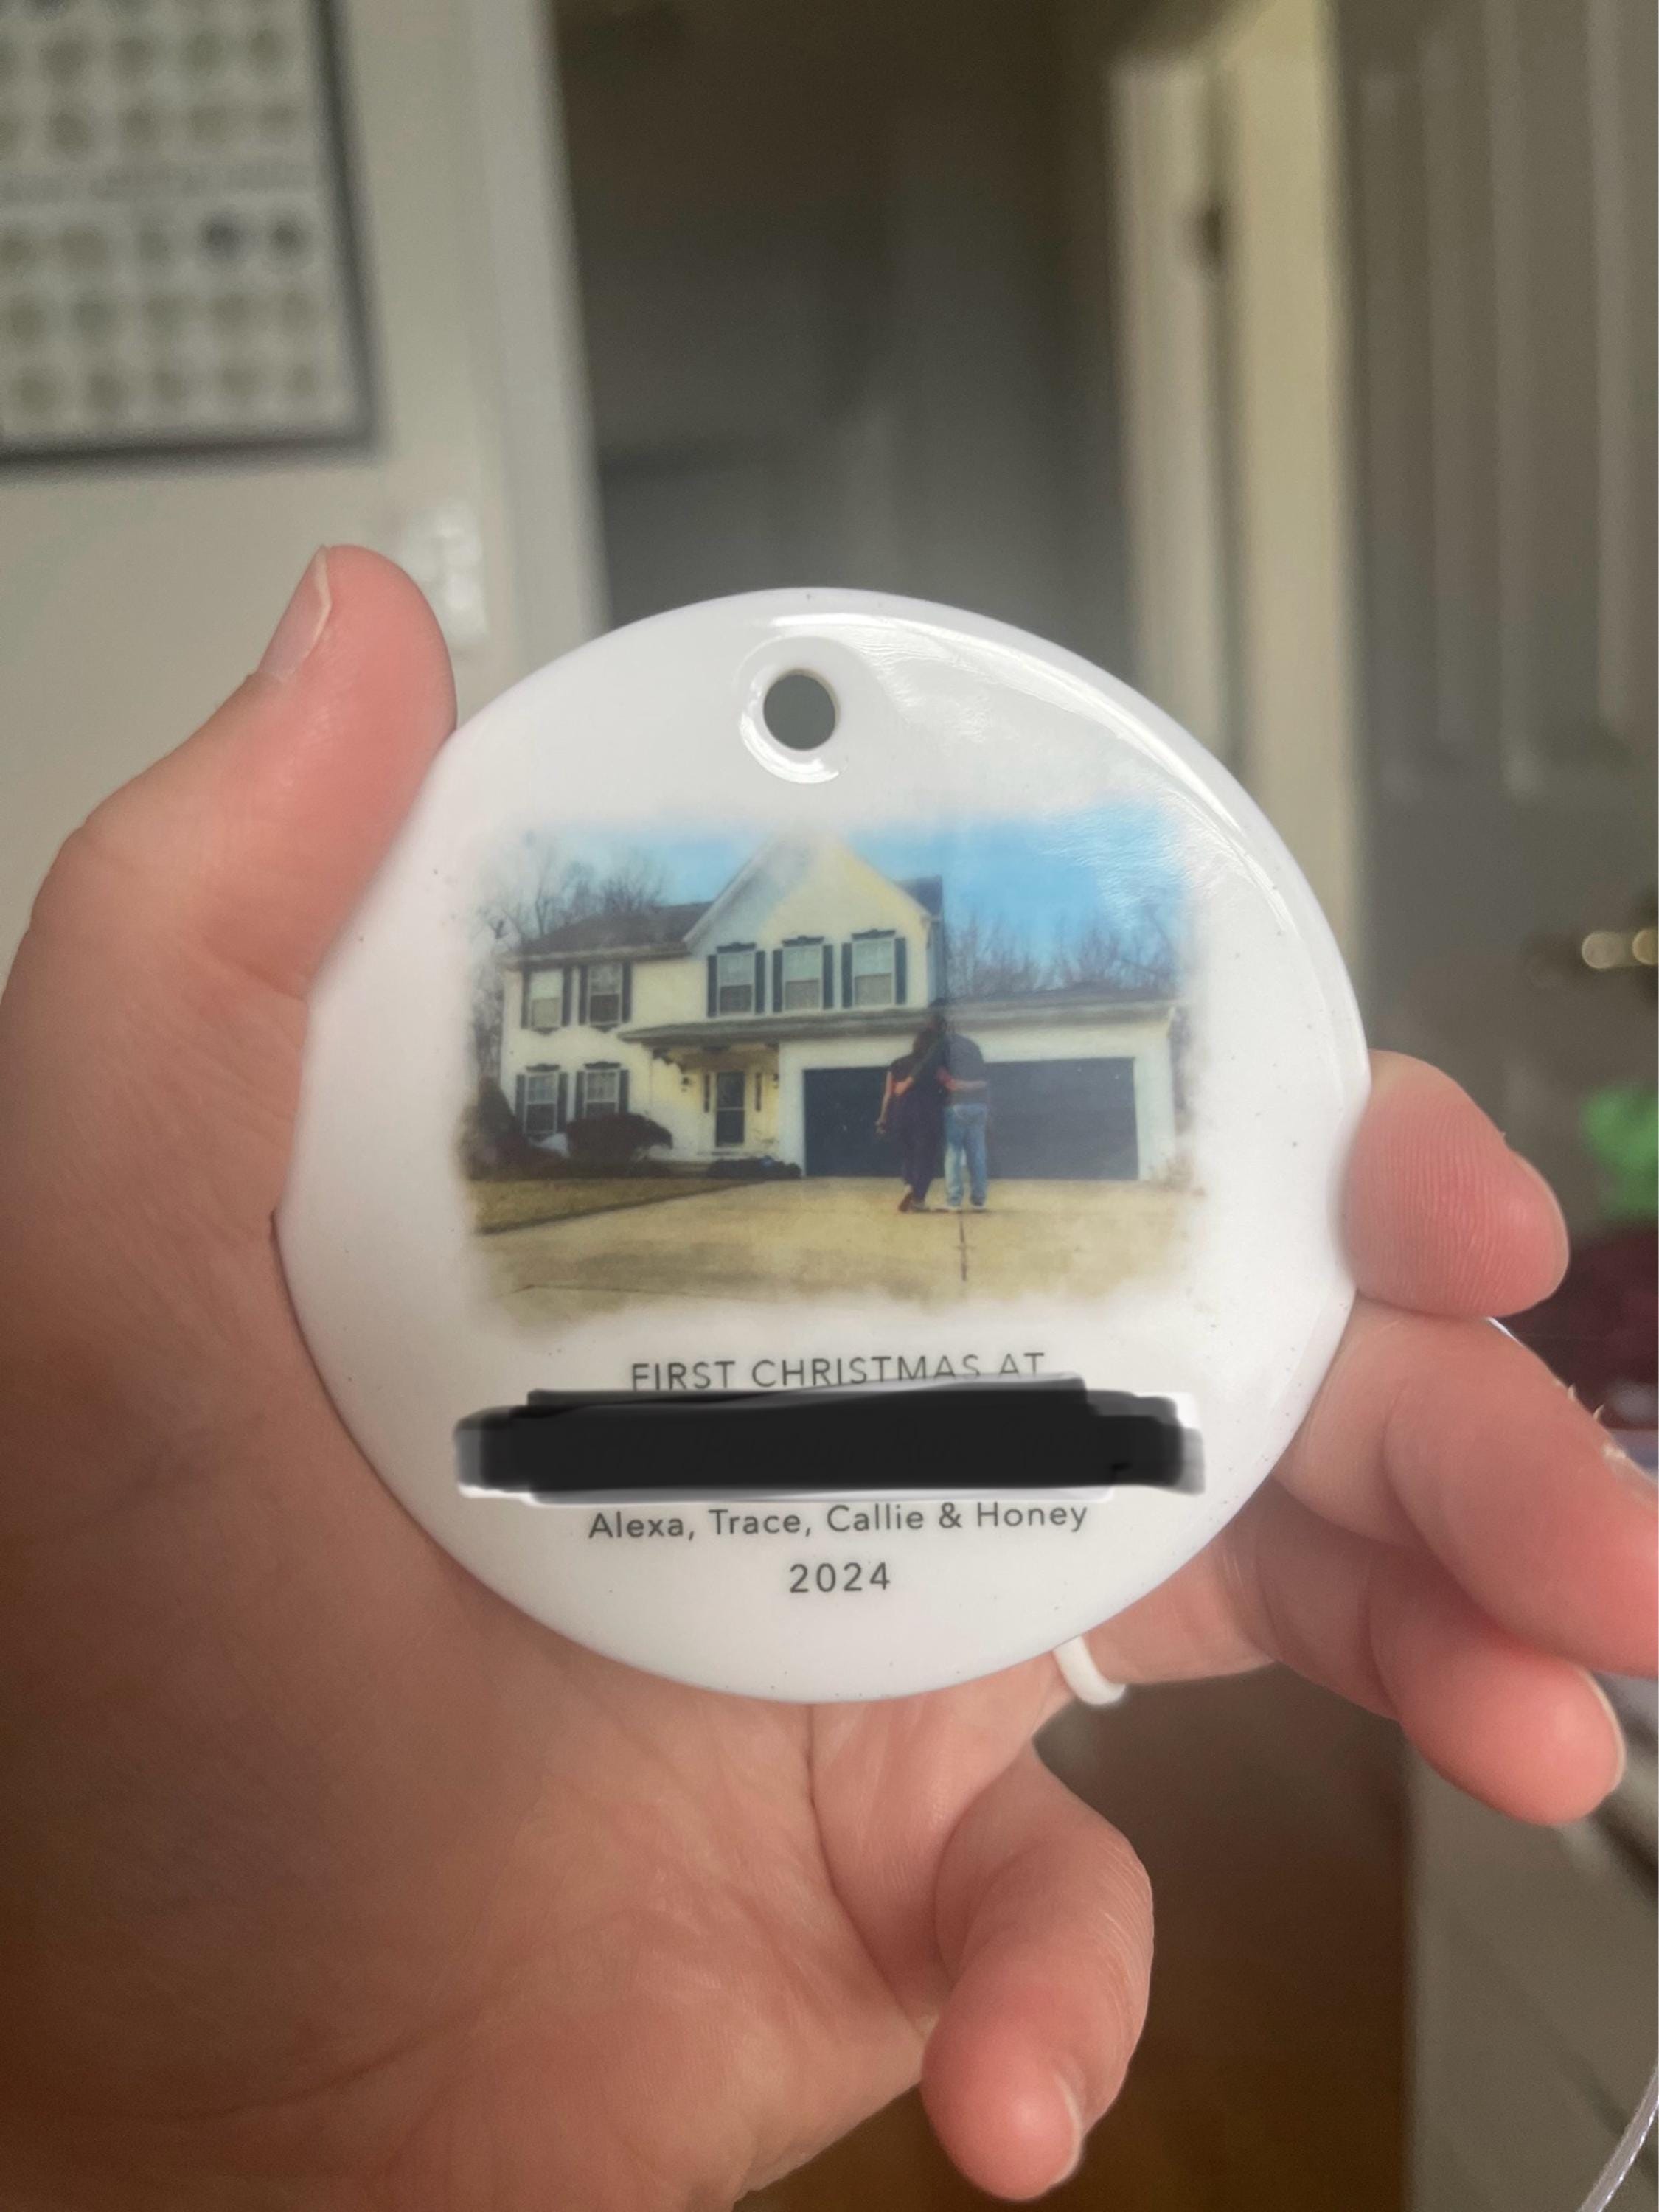 FIRST CHRISTMAS AT
Alexa, Trace, Callie & Honey
2024